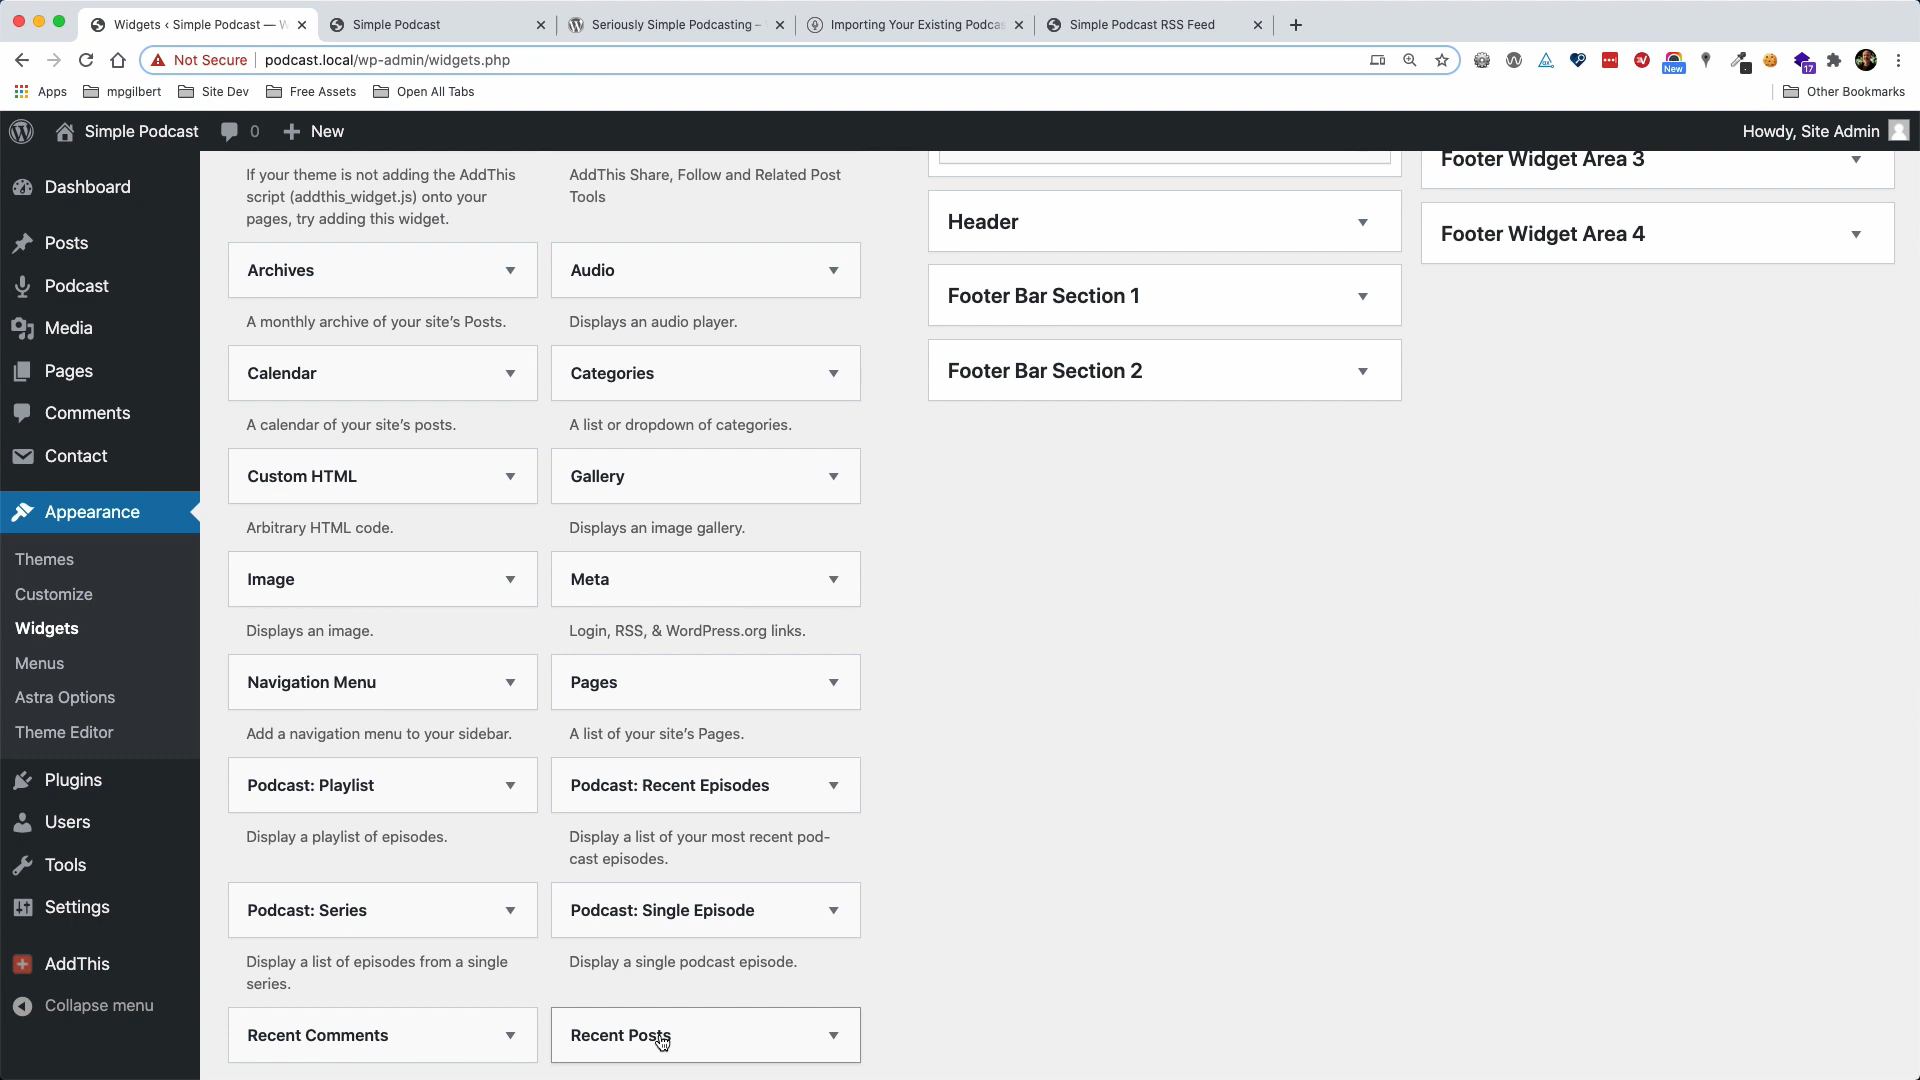 Widgets ‹ Simple Podcast — W
Simple Podcast
Seriously Simple Podcasting –
Importing Your Existing Podcas
Simple Podcast RSS Feed
Not Secure
podcast.local/wp-admin/widgets.php
New
17
Apps
mpgilbert
Site Dev
Free Assets
Open All Tabs
Other Bookmarks
Simple Podcast
0
New
Howdy, Site Admin
Dashboard
Posts
Podcast
Media
Pages
Comments
Contact
Appearance
Themes
Customize
Widgets
Menus
Astra Options
Theme Editor
Plugins
Users
Tools
Settings
AddThis
Collapse menu
If your theme is not adding the AddThis
script (addthis_widget.js) onto your
pages, try adding this widget.
AddThis Share, Follow and Related Post
Tools
Archives
A monthly archive of your site's Posts.
Audio
Displays an audio player.
Calendar
A calendar of your site's posts.
Categories
A list or dropdown of categories.
Custom HTML
Arbitrary HTML code.
Gallery
Displays an image gallery.
Image
Displays an image.
Meta
Login, RSS, & WordPress.org links.
Navigation Menu
Add a navigation menu to your sidebar.
Pages
A list of your site's Pages.
Podcast: Playlist
Display a playlist of episodes.
Podcast: Recent Episodes
Display a list of your most recent pod-
cast episodes.
Podcast: Series
Display a list of episodes from a single
series.
Podcast: Single Episode
Display a single podcast episode.
Recent Comments
Recent Posts
Header
Footer Bar Section 1
Footer Bar Section 2
Footer Widget Area 3
Footer Widget Area 4